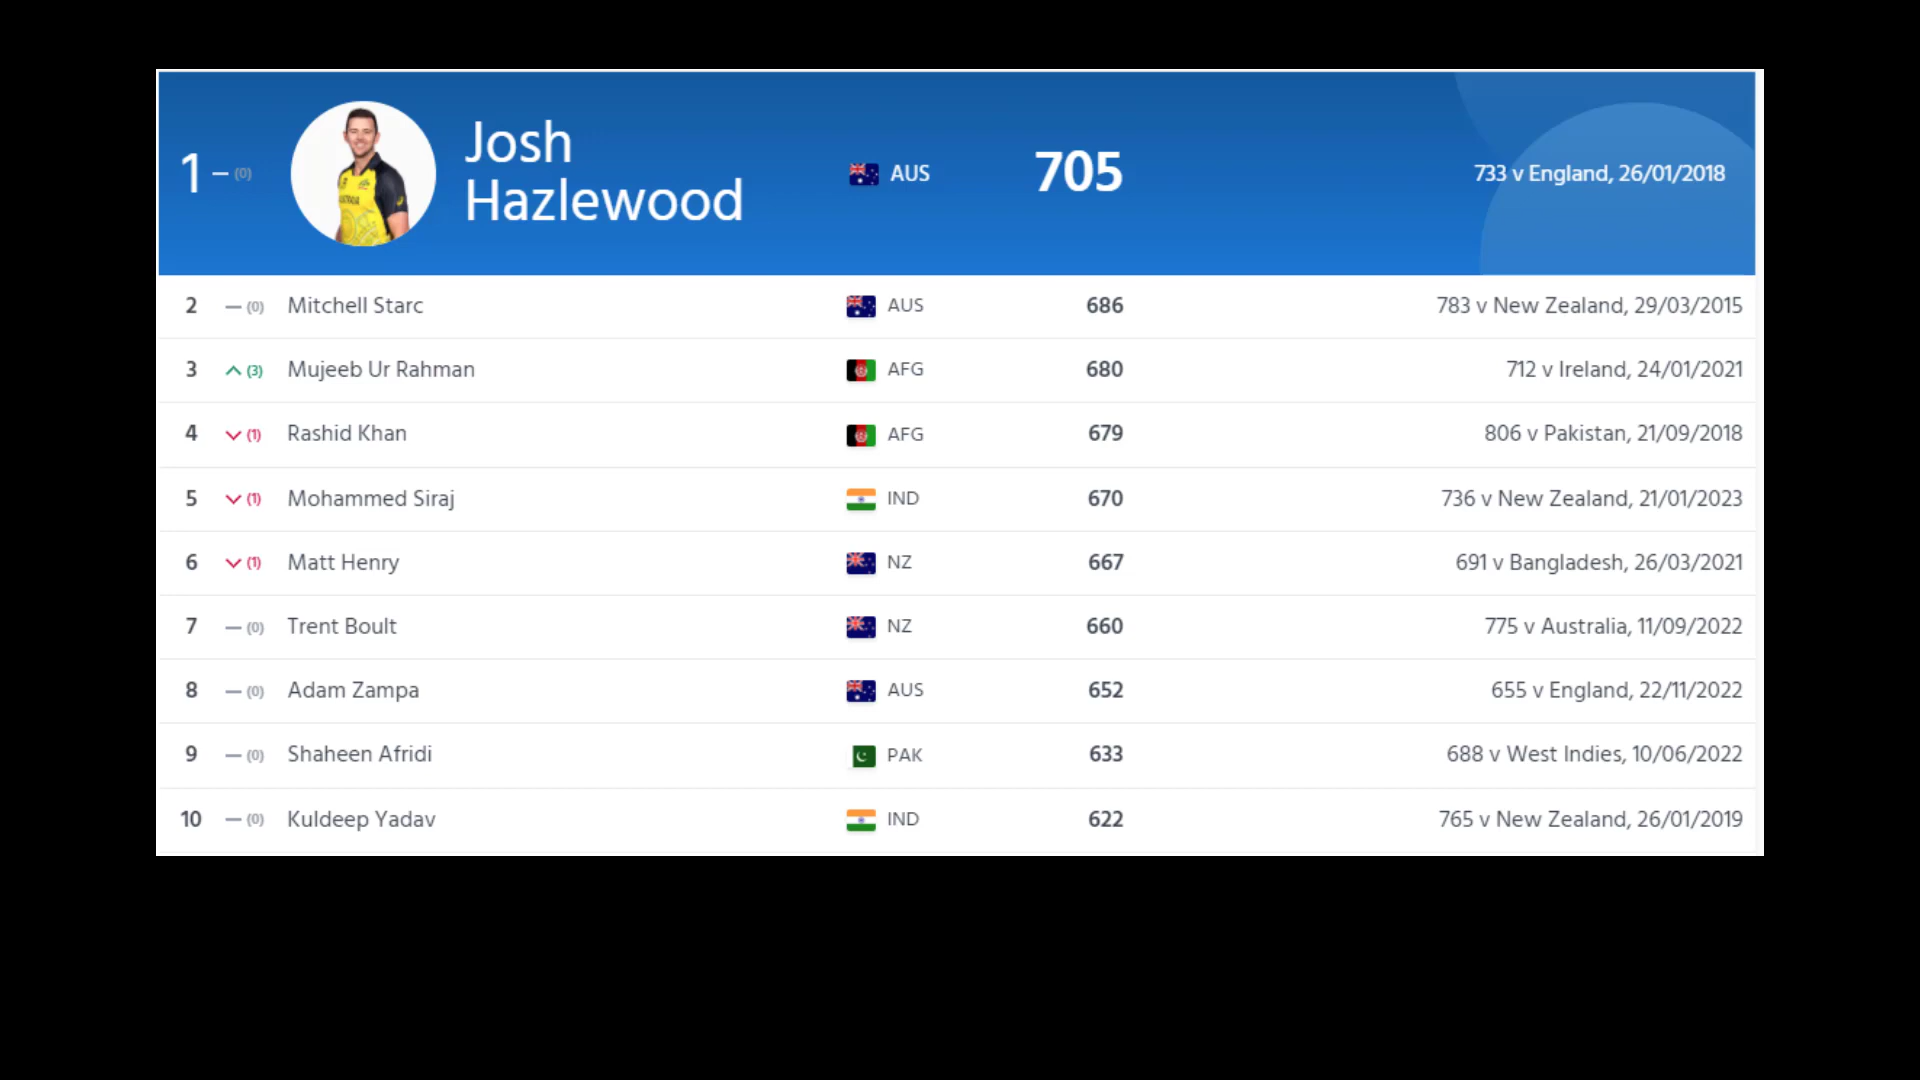 1 – (0) Josh Hazlewood AUS 705 733 v England, 26/01/2018
2 — (0) Mitchell Starc AUS 686 783 v New Zealand, 29/03/2015
3 (3) Mujeeb Ur Rahman AFG 680 712 v Ireland, 24/01/2021
4 (1) Rashid Khan AFG 679 806 v Pakistan, 21/09/2018
5 (1) Mohammed Siraj IND 670 736 v New Zealand, 21/01/2023
6 (1) Matt Henry NZ 667 691 v Bangladesh, 26/03/2021
7 — (0) Trent Boult NZ 660 775 v Australia, 11/09/2022
8 — (0) Adam Zampa AUS 652 655 v England, 22/11/2022
9 — (0) Shaheen Afridi PAK 633 688 v West Indies, 10/06/2022
10 — (0) Kuldeep Yadav IND 622 765 v New Zealand, 26/01/2019